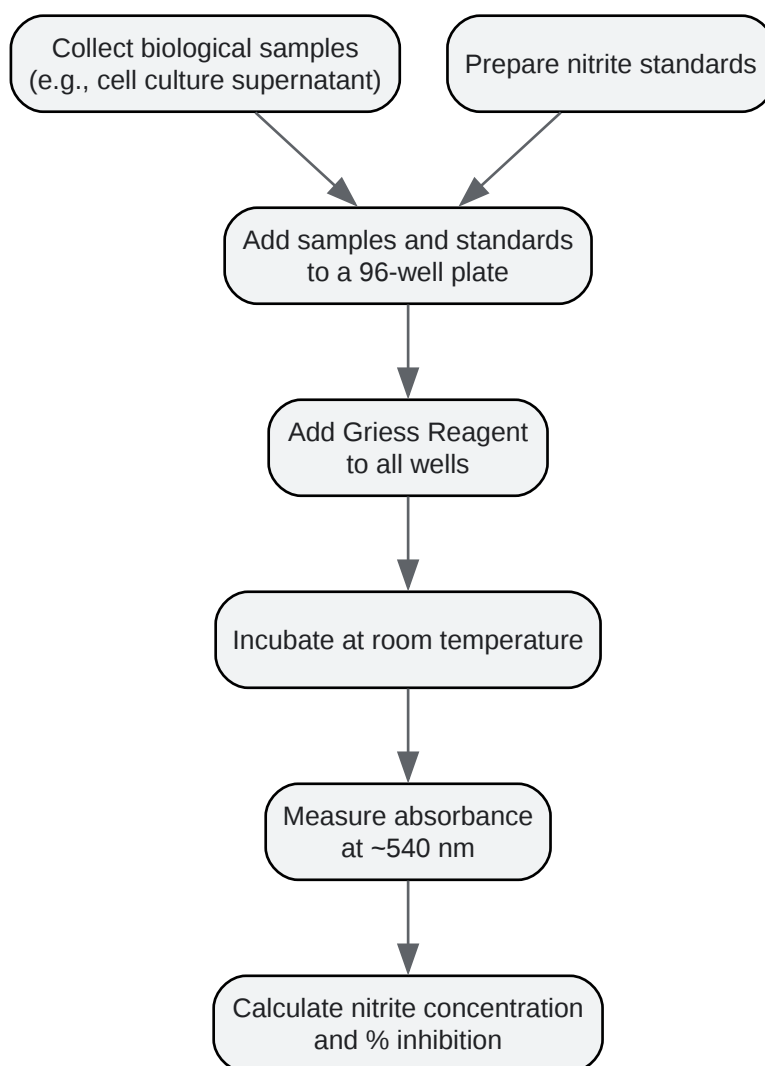 Collect biological samples
(e.g., cell culture supernatant)
Prepare nitrite standards
Add samples and standards
to a 96-well plate
Add Griess Reagent
to all wells
Incubate at room temperature
Measure absorbance
at ~540 nm
Calculate nitrite concentration
and % inhibition